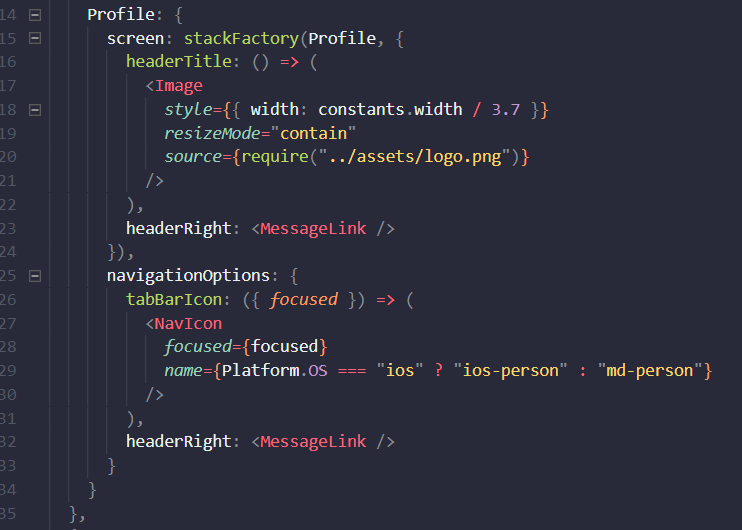 14 Profile: {
15 screen: stackFactory(Profile, {
16 headerTitle: () => (
17 <Image
18 style={{ width: constants.width / 3.7 }}
19 resizeMode="contain"
20 source={require("../assets/logo.png")}
21 />
22 ),
23 headerRight: <MessageLink />
24 }),
25 navigationOptions: {
26 tabBarIcon: ({ focused }) => (
27 <NavIcon
28 focused={focused}
29 name={Platform.OS === "ios" ? "ios-person" : "md-person"}
30 />
31 ),
32 headerRight: <MessageLink />
33 }
34 }
35 },